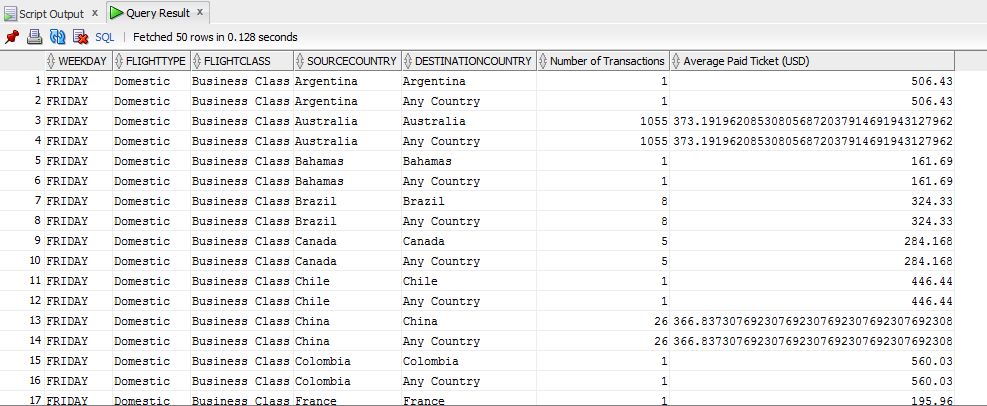 Script Output x Query Result x
SQL Fetched 50 rows in 0.128 seconds
WEEKDAY FLIGHTTYPE FLIGHTCLASS SOURCECOUNTRY DESTINATIONCOUNTRY Number of Transactions Average Paid Ticket (USD)
1 FRIDAY Domestic Business Class Argentina Argentina 1 506.43
2 FRIDAY Domestic Business Class Argentina Any Country 1 506.43
3 FRIDAY Domestic Business Class Australia Australia 1055 373.191962085308056872037914691943127962
4 FRIDAY Domestic Business Class Australia Any Country 1055 373.191962085308056872037914691943127962
5 FRIDAY Domestic Business Class Bahamas Bahamas 1 161.69
6 FRIDAY Domestic Business Class Bahamas Any Country 1 161.69
7 FRIDAY Domestic Business Class Brazil Brazil 8 324.33
8 FRIDAY Domestic Business Class Brazil Any Country 8 324.33
9 FRIDAY Domestic Business Class Canada Canada 5 284.168
10 FRIDAY Domestic Business Class Canada Any Country 5 284.168
11 FRIDAY Domestic Business Class Chile Chile 1 446.44
12 FRIDAY Domestic Business Class Chile Any Country 1 446.44
13 FRIDAY Domestic Business Class China China 26 366.837307692307692307692307692307692308
14 FRIDAY Domestic Business Class China Any Country 26 366.837307692307692307692307692307692308
15 FRIDAY Domestic Business Class Colombia Colombia 1 560.03
16 FRIDAY Domestic Business Class Colombia Any Country 1 560.03
17 FRIDAY Domestic Business Class France France 1 195.96